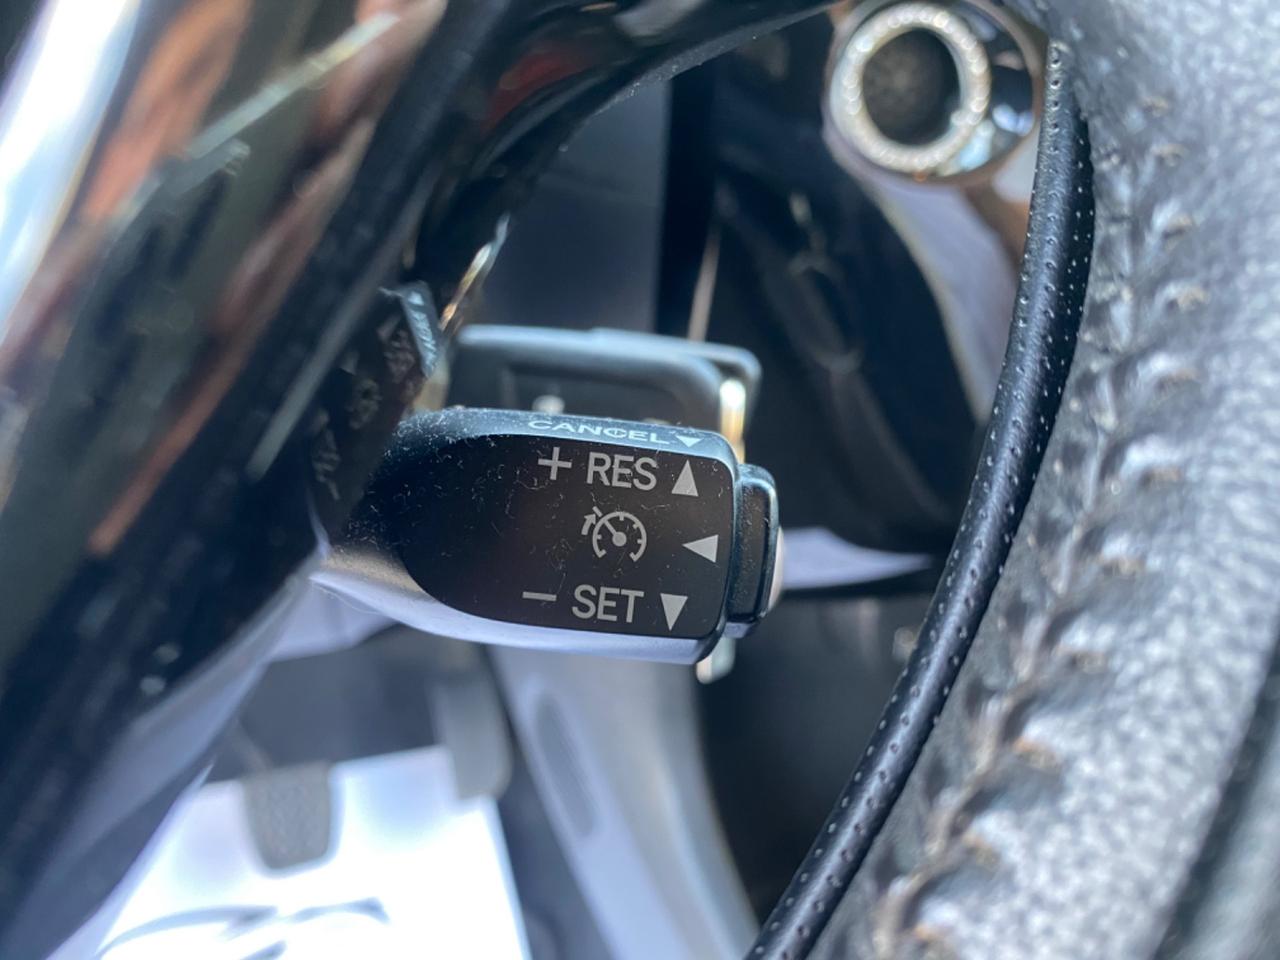 CANCEL▼
+ RES ▲
◀
− SET ▼